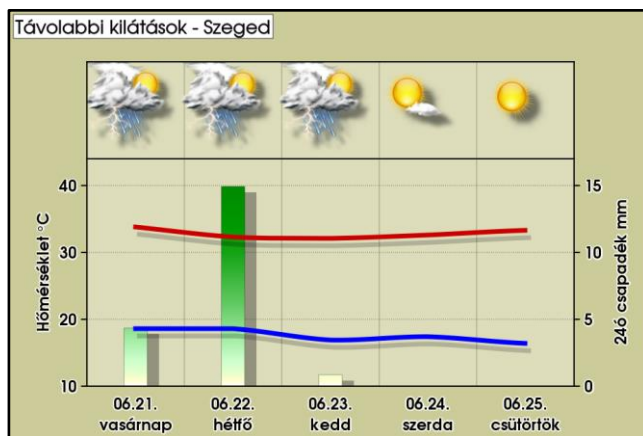 Távolabbi kilátások - Szeged
Hőmérséklet °C
40
30
20
10
24ó csapadék mm
15
10
5
0
06.21.
vasárnap
06.22.
hétfő
06.23.
kedd
06.24.
szerda
06.25.
csütörtök